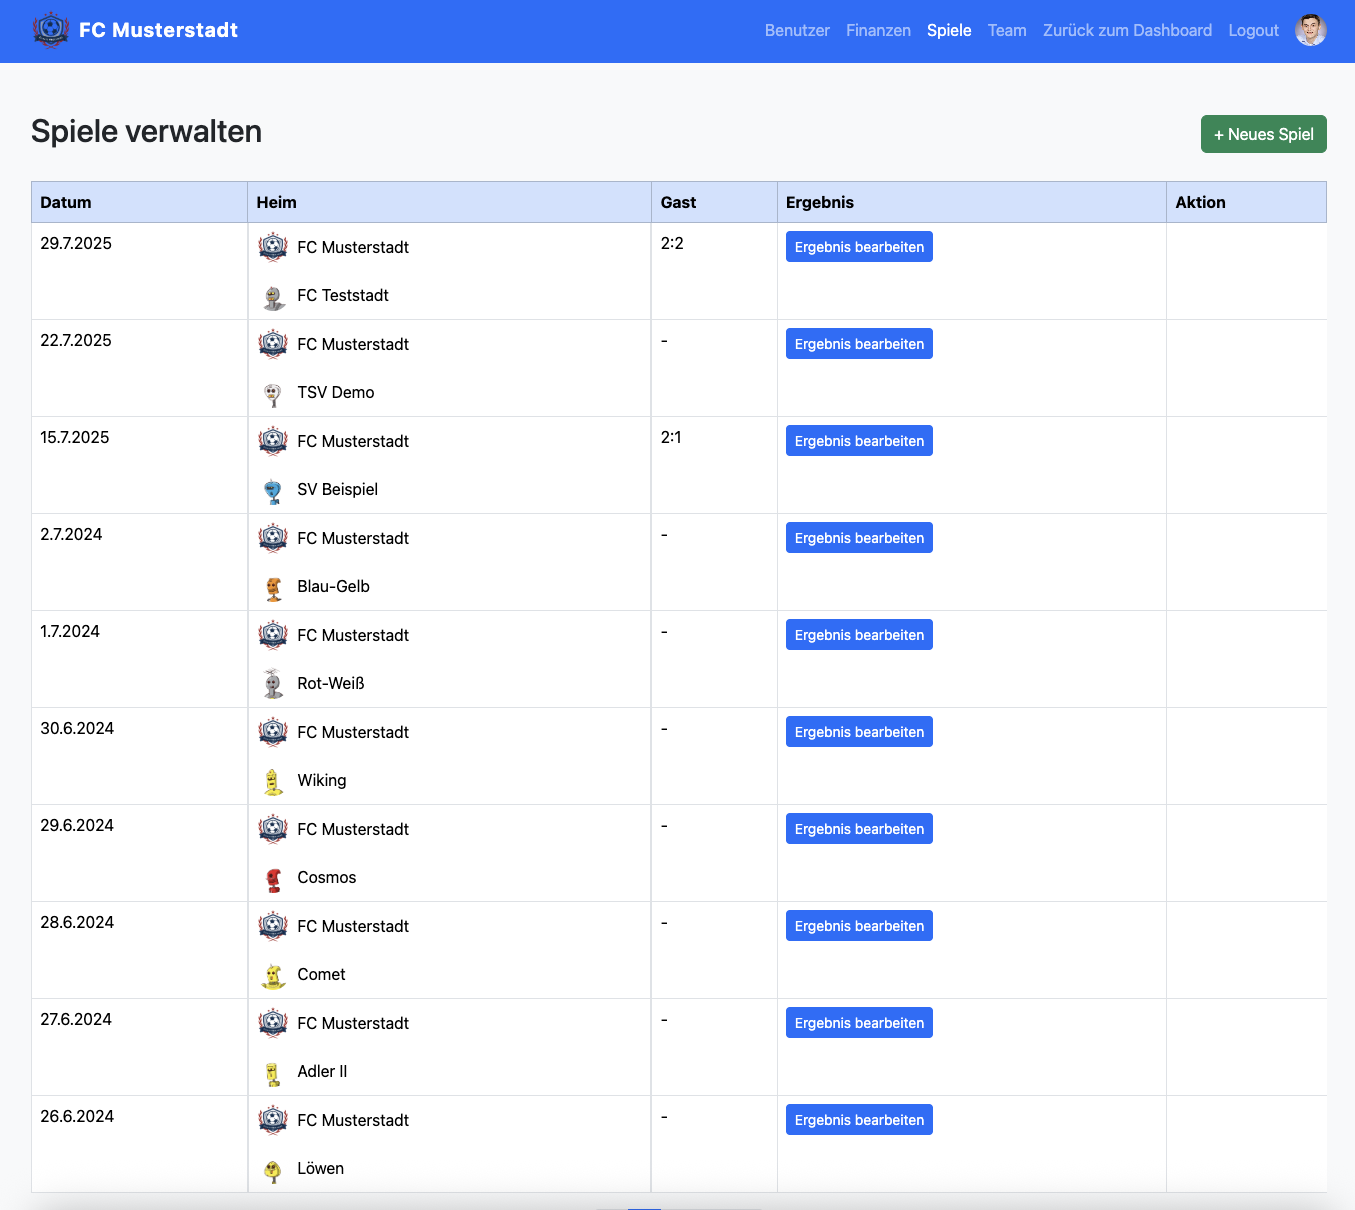 FC Musterstadt
Benutzer Finanzen Spiele Team Zurück zum Dashboard Logout
Spiele verwalten
+ Neues Spiel
Datum Heim Gast Ergebnis Aktion
29.7.2025 FC Musterstadt 2:2 Ergebnis bearbeiten
FC Teststadt
22.7.2025 FC Musterstadt - Ergebnis bearbeiten
TSV Demo
15.7.2025 FC Musterstadt 2:1 Ergebnis bearbeiten
SV Beispiel
2.7.2024 FC Musterstadt - Ergebnis bearbeiten
Blau-Gelb
1.7.2024 FC Musterstadt - Ergebnis bearbeiten
Rot-Weiß
30.6.2024 FC Musterstadt - Ergebnis bearbeiten
Wiking
29.6.2024 FC Musterstadt - Ergebnis bearbeiten
Cosmos
28.6.2024 FC Musterstadt - Ergebnis bearbeiten
Comet
27.6.2024 FC Musterstadt - Ergebnis bearbeiten
Adler II
26.6.2024 FC Musterstadt - Ergebnis bearbeiten
Löwen